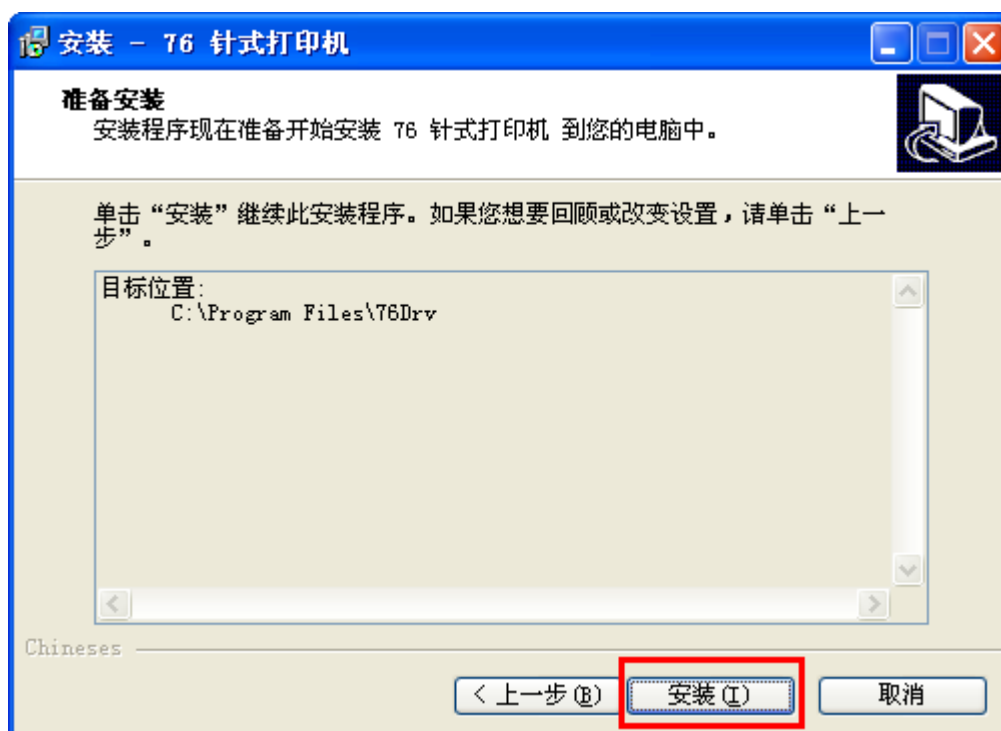 安装 - 76 针式打印机
准备安装
安装程序现在准备开始安装 76 针式打印机 到您的电脑中。
单击“安装”继续此安装程序。如果您想要回顾或改变设置，请单击“上一
步”。
目标位置:
C:\Program Files\76Drv
Chineses
< 上一步(B)
安装(I)
取消